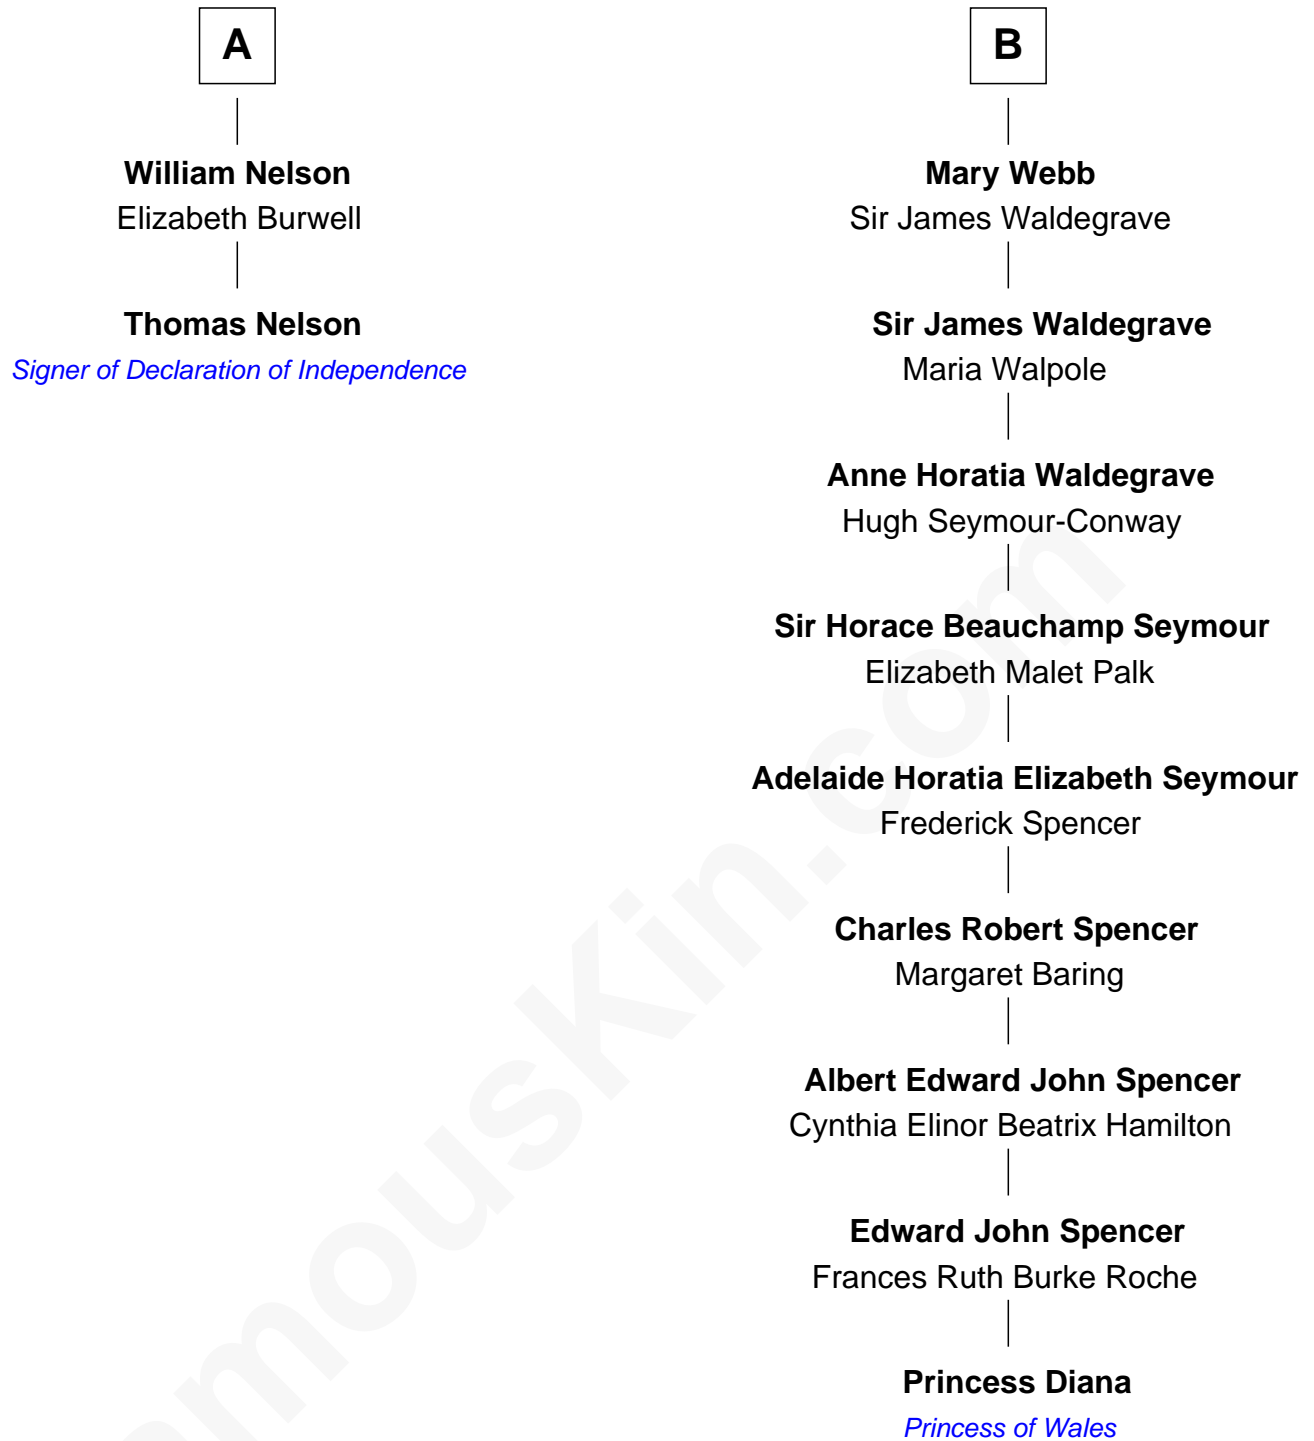 A
William Nelson
Elizabeth Burwell
Thomas Nelson
Signer of Declaration of Independence
B
Mary Webb
Sir James Waldegrave
Sir James Waldegrave
Maria Walpole
Anne Horatia Waldegrave
Hugh Seymour-Conway
Sir Horace Beauchamp Seymour
Elizabeth Malet Palk
Adelaide Horatia Elizabeth Seymour
Frederick Spencer
Charles Robert Spencer
Margaret Baring
Albert Edward John Spencer
Cynthia Elinor Beatrix Hamilton
Edward John Spencer
Frances Ruth Burke Roche
Princess Diana
Princess of Wales
amouskin.com